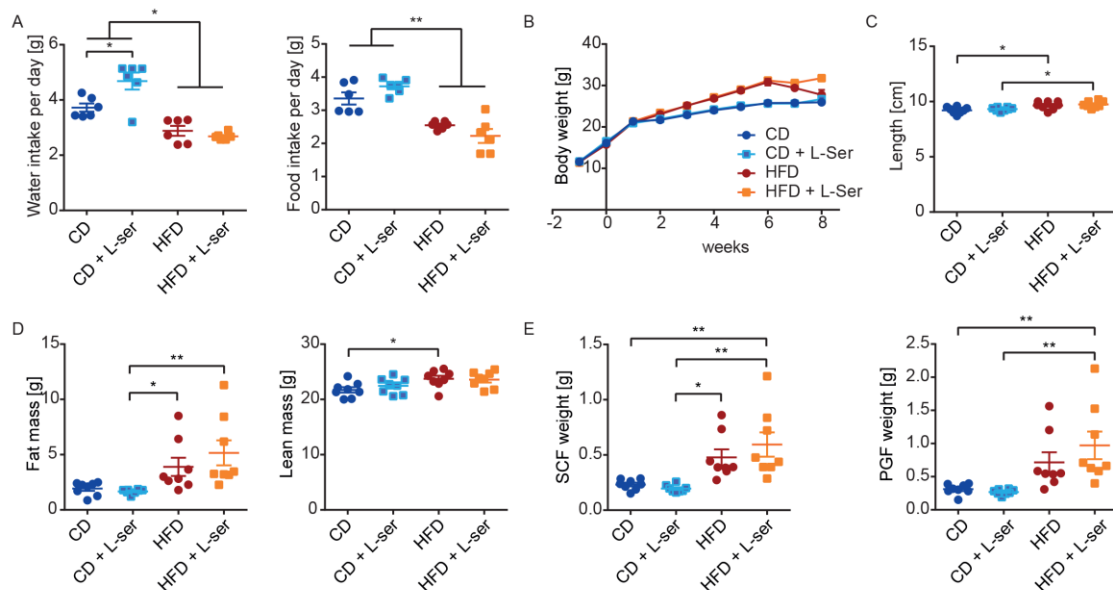 A
Water intake per day [g]
6
4
2
0
*
*
CD
CD + L-ser
HFD
HFD + L-ser
Food intake per day [g]
5
4
3
2
1
0
**
CD
CD + L-ser
HFD
HFD + L-ser
B
Body weight [g]
40
30
20
10
-2
0
2
4
6
8
weeks
CD
CD + L-Ser
HFD
HFD + L-Ser
C
Length [cm]
20
15
10
5
0
*
*
CD
CD + L-ser
HFD
HFD + L-ser
D
Fat mass [g]
15
10
5
0
**
*
CD
CD + L-ser
HFD
HFD + L-ser
Lean mass [g]
30
20
10
0
*
CD
CD + L-ser
HFD
HFD + L-ser
E
SCF weight [g]
1.5
1.0
0.5
0.0
**
**
*
CD
CD + L-ser
HFD
HFD + L-ser
PGF weight [g]
2.5
2.0
1.5
1.0
0.5
0.0
**
**
CD
CD + L-ser
HFD
HFD + L-ser